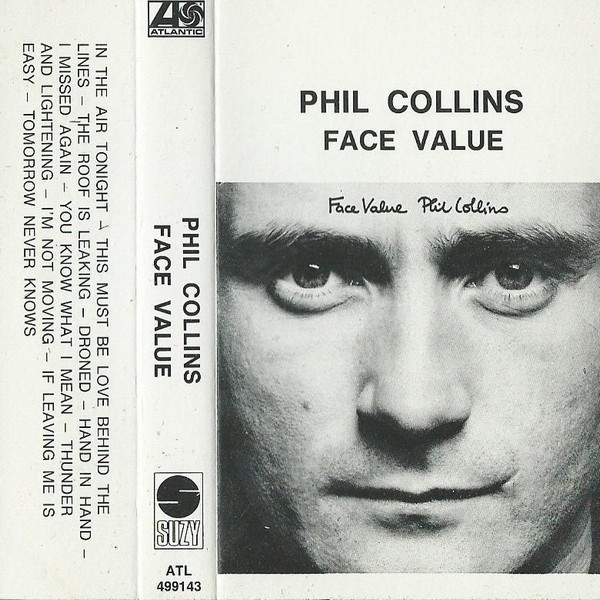 IN THE AIR TONIGHT – THIS MUST BE LOVE BEHIND THE
LINES – THE ROOF IS LEAKING – DRONED – HAND IN HAND –
I MISSED AGAIN – YOU KNOW WHAT I MEAN – THUNDER
AND LIGHTENING – I'M NOT MOVING – IF LEAVING ME IS
EASY – TOMORROW NEVER KNOWS
ATLANTIC
PHIL COLLINS
FACE VALUE
SUZY
ATL
499143
PHIL COLLINS
FACE VALUE
Face Value Phil Collins